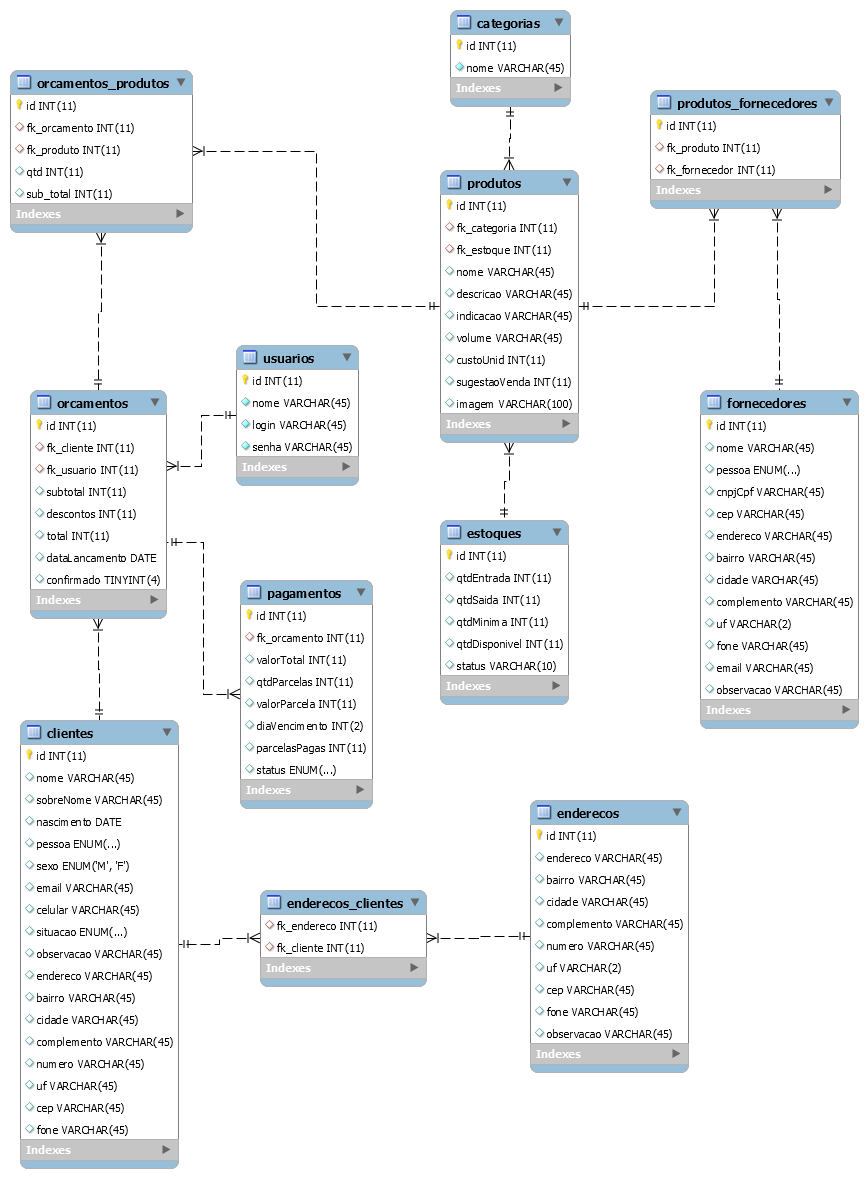 categorias
id INT(11)
nome VARCHAR(45)
Indexes
orcamentos_produtos
id INT(11)
fk_orcamento INT(11)
fk_produto INT(11)
qtd INT(11)
sub_total INT(11)
Indexes
produtos_fornecedores
id INT(11)
fk_produto INT(11)
fk_fornecedor INT(11)
Indexes
produtos
id INT(11)
fk_categoria INT(11)
fk_estoque INT(11)
nome VARCHAR(45)
descricao VARCHAR(45)
indicacao VARCHAR(45)
volume VARCHAR(45)
custoUnid INT(11)
sugestaoVenda INT(11)
imagem VARCHAR(100)
Indexes
usuarios
id INT(11)
nome VARCHAR(45)
login VARCHAR(45)
senha VARCHAR(45)
Indexes
orcamentos
id INT(11)
fk_cliente INT(11)
fk_usuario INT(11)
subtotal INT(11)
descontos INT(11)
total INT(11)
dataLancamento DATE
confirmado TINYINT(4)
Indexes
fornecedores
id INT(11)
nome VARCHAR(45)
pessoa ENUM(...)
cnpjCpf VARCHAR(45)
cep VARCHAR(45)
endereco VARCHAR(45)
bairro VARCHAR(45)
cidade VARCHAR(45)
complemento VARCHAR(45)
uf VARCHAR(2)
fone VARCHAR(45)
email VARCHAR(45)
observacao VARCHAR(45)
Indexes
estoques
id INT(11)
qtdEntrada INT(11)
qtdSaida INT(11)
qtdMinima INT(11)
qtdDisponivel INT(11)
status VARCHAR(10)
Indexes
pagamentos
id INT(11)
fk_orcamento INT(11)
valorTotal INT(11)
qtdParcelas INT(11)
valorParcela INT(11)
diaVencimento INT(2)
parcelasPagas INT(11)
status ENUM(...)
Indexes
clientes
id INT(11)
nome VARCHAR(45)
sobreNome VARCHAR(45)
nascimento DATE
pessoa ENUM(...)
sexo ENUM('M', 'F')
email VARCHAR(45)
celular VARCHAR(45)
situacao ENUM(...)
observacao VARCHAR(45)
endereco VARCHAR(45)
bairro VARCHAR(45)
cidade VARCHAR(45)
complemento VARCHAR(45)
numero VARCHAR(45)
uf VARCHAR(45)
cep VARCHAR(45)
fone VARCHAR(45)
Indexes
enderecos_clientes
fk_endereco INT(11)
fk_cliente INT(11)
Indexes
enderecos
id INT(11)
endereco VARCHAR(45)
bairro VARCHAR(45)
cidade VARCHAR(45)
complemento VARCHAR(45)
numero VARCHAR(45)
uf VARCHAR(2)
cep VARCHAR(45)
fone VARCHAR(45)
observacao VARCHAR(45)
Indexes